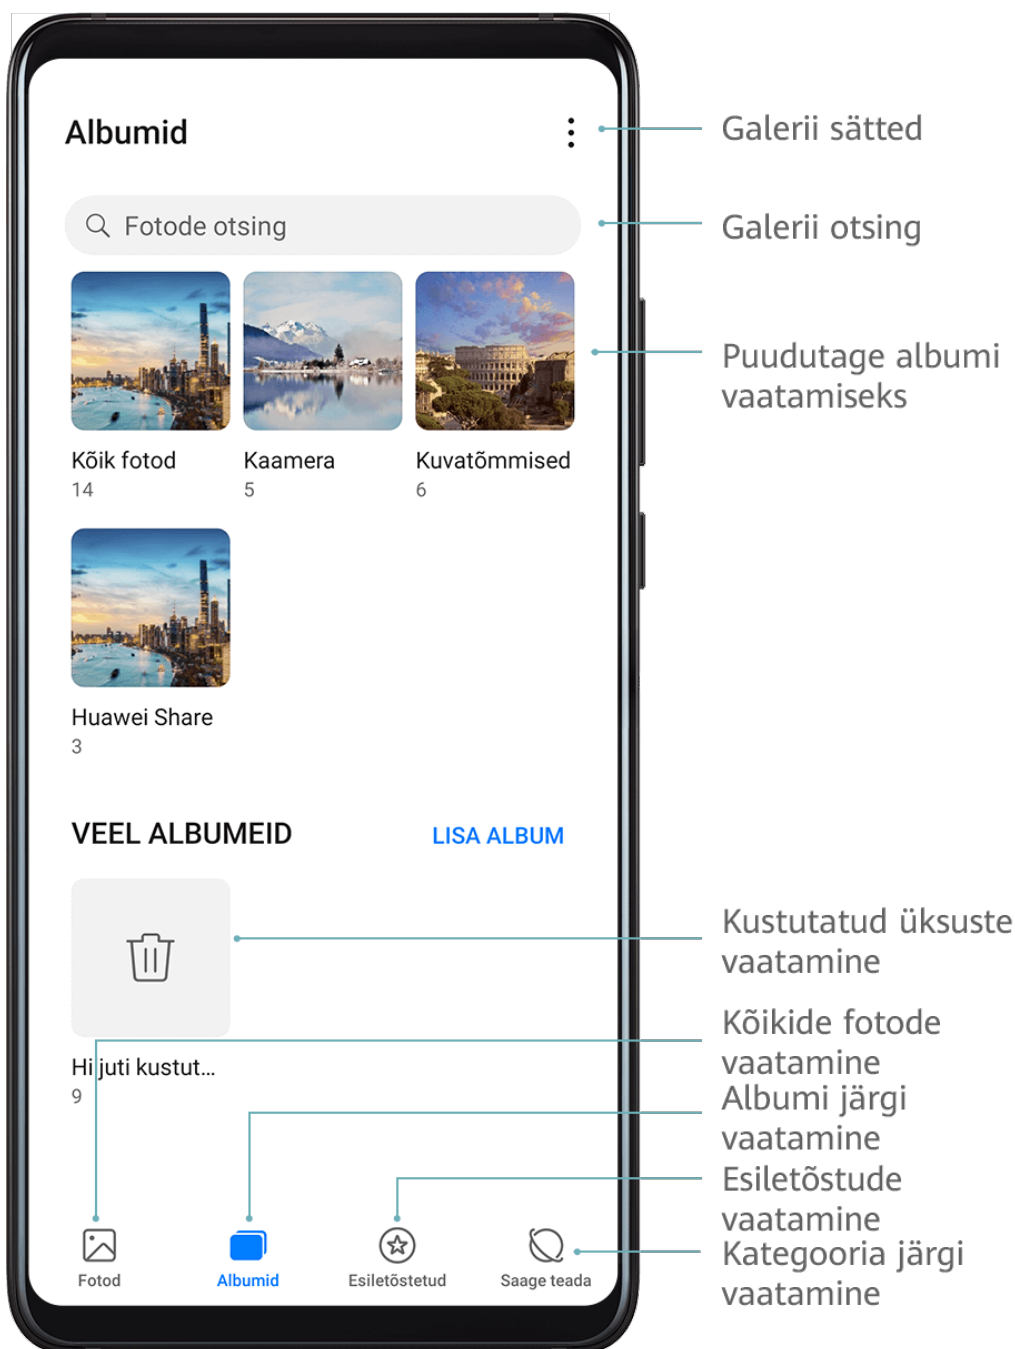 Albumid
Galerii sätted
Fotode otsing
Galerii otsing
Puudutage albumi
vaatamiseks
Kõik fotod
Kaamera
Kuvatõmmised
14
5
6
Huawei Share
3
VEEL ALBUMEID
LISA ALBUM
Kustutatud üksuste
vaatamine
Kõikide fotode
vaatamine
Hiljuti kustut...
9
Albumi järgi
vaatamine
Esiletõstude
vaatamine
Kategooria järgi
vaatamine
Fotod
Albumid
Esiletõstetud
Saage teada